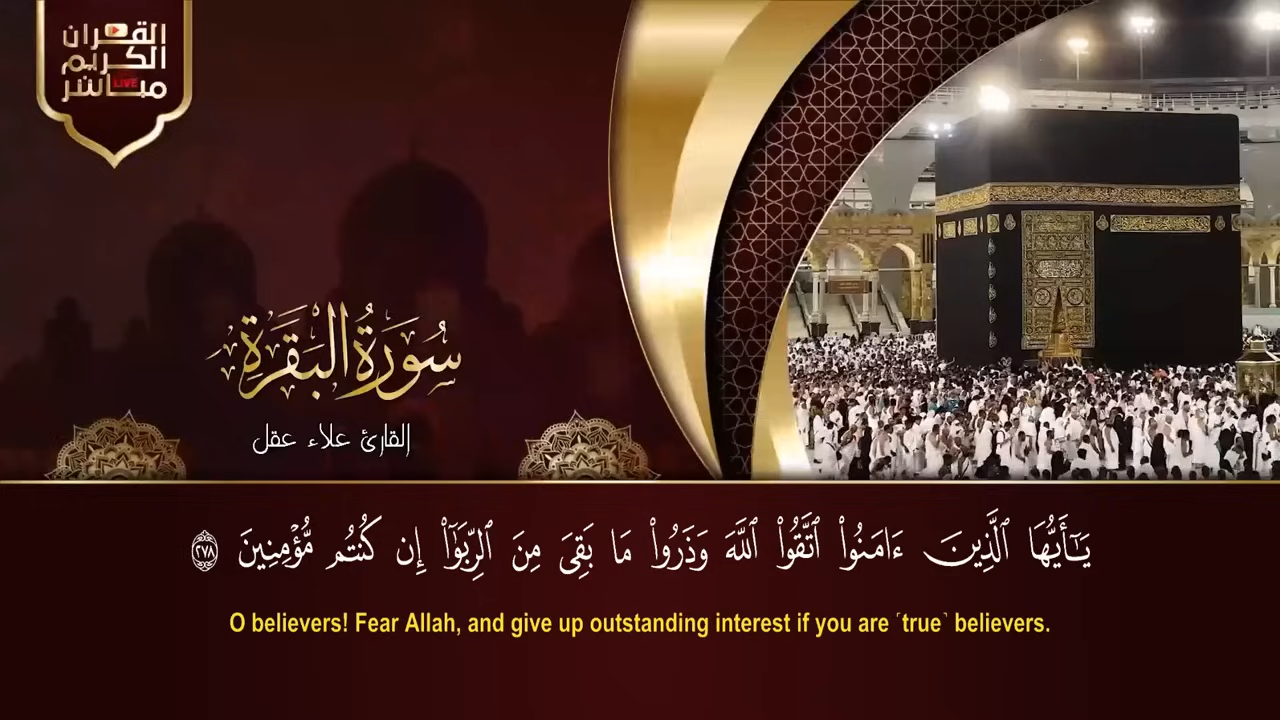 القرآن
الكريم
مباشر
LIVE
سُورَةُ البَقَرَةِ
القارئ علاء عقل
يَـٰٓأَيُّهَا ٱلَّذِينَ ءَامَنُوا۟ ٱتَّقُوا۟ ٱللَّهَ وَذَرُوا۟ مَا بَقِىَ مِنَ ٱلرِّبَوٰٓا۟ إِن كُنتُم مُّؤْمِنِينَ ٢٧٨
O believers! Fear Allah, and give up outstanding interest if you are ˹true˺ believers.